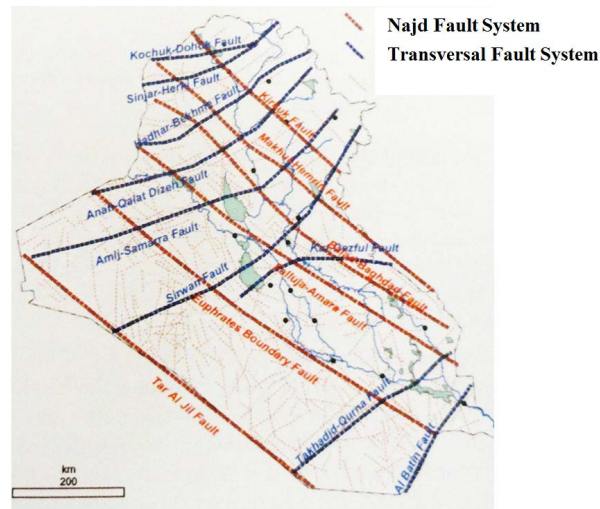 Najd Fault System
Transversal Fault System
Kochuk-Dohuk Fault
Sinjar-Herki Fault
Hadhar-Bekhme Fault
Kirkuk Fault
Makhul-Hemrin Fault
Anah-Qalat Dizeh Fault
Amij-Samarra Fault
Sirwan Fault
Kut-Dezful Fault
Baghdad Fault
Falluja-Amara Fault
Euphrates Boundary Fault
Tar Al Jil Fault
Takhadid-Qurna Fault
Al Batin Fault
km
200